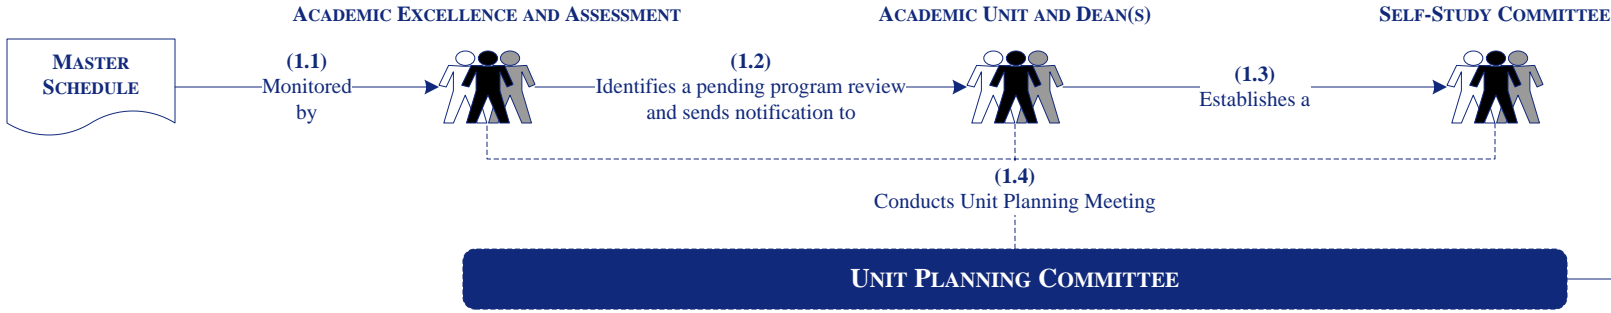 ACADEMIC EXCELLENCE AND ASSESSMENT
ACADEMIC UNIT AND DEAN(S)
SELF-STUDY COMMITTEE
MASTER
SCHEDULE
(1.1)
Monitored
by
(1.2)
Identifies a pending program review
and sends notification to
(1.3)
Establishes a
(1.4)
Conducts Unit Planning Meeting
UNIT PLANNING COMMITTEE